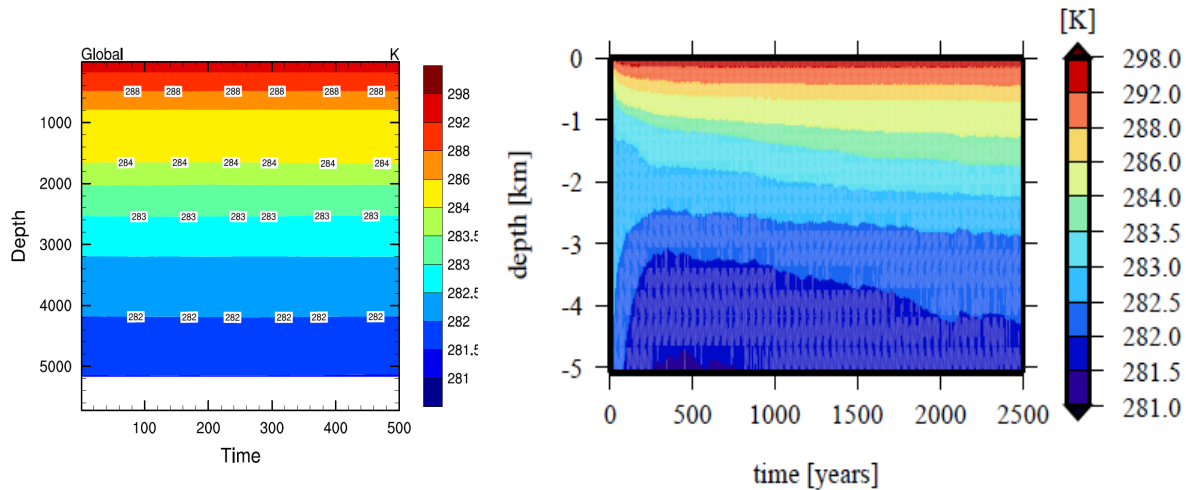 Global K
288 288 288 288 288 288
284 284 284 284 284 284
283 283 283 283 283 283
282 282 282 282 282 282
1000
2000
3000
4000
5000
Depth
100 200 300 400 500
Time
298
292
288
286
284
283.5
283
282.5
282
281.5
281
[K]
0
-1
-2
-3
-4
-5
depth [km]
0 500 1000 1500 2000 2500
time [years]
298.0
292.0
288.0
286.0
284.0
283.5
283.0
282.5
282.0
281.5
281.0